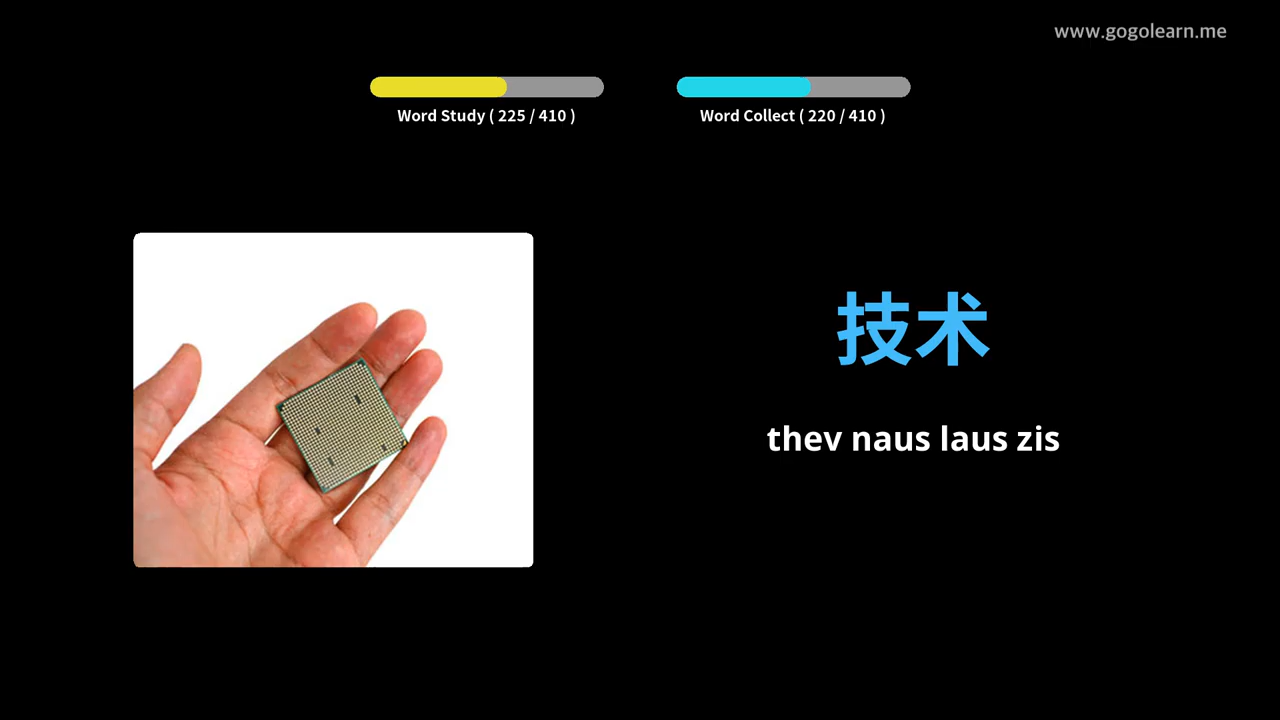 www.gogolearn.me
Word Study ( 225 / 410 )
Word Collect ( 220 / 410 )
技术
thev naus laus zis